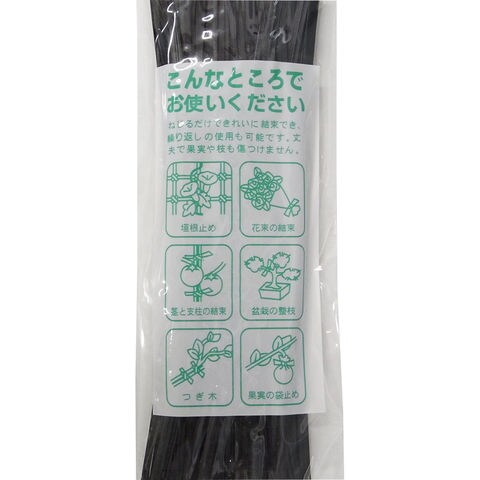 こんなところで
お使いください
ねじるだけできれいに結束でき、
繰り返しの使用も可能です。丈
夫で果実や枝も傷つけません。
垣根止め
花束の結束
茎と支柱の結束
盆栽の整枝
つぎ木
果実の袋止め